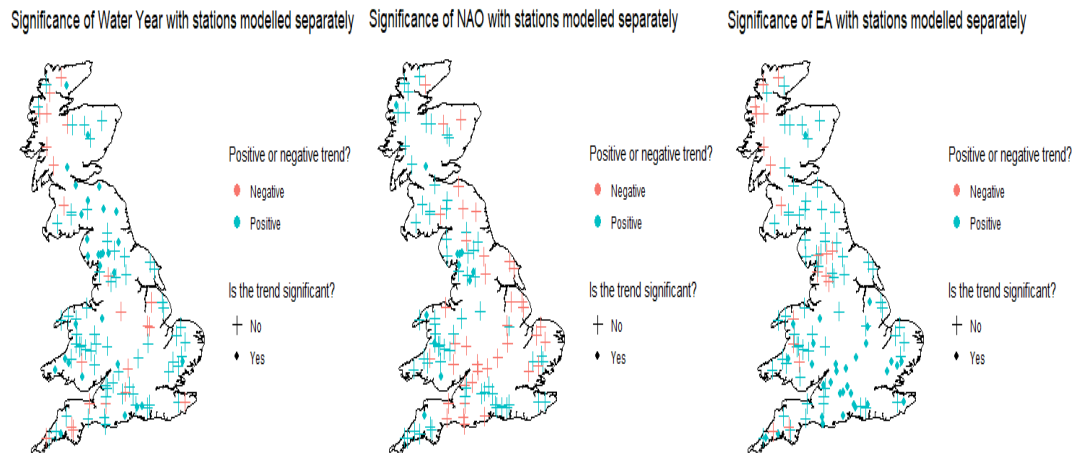 Significance of Water Year with stations modelled separately
Significance of NAO with stations modelled separately
Significance of EA with stations modelled separately
Positive or negative trend?
Negative
Positive
Is the trend significant?
No
Yes
Positive or negative trend?
Negative
Positive
Is the trend significant?
No
Yes
Positive or negative trend?
Negative
Positive
Is the trend significant?
No
Yes